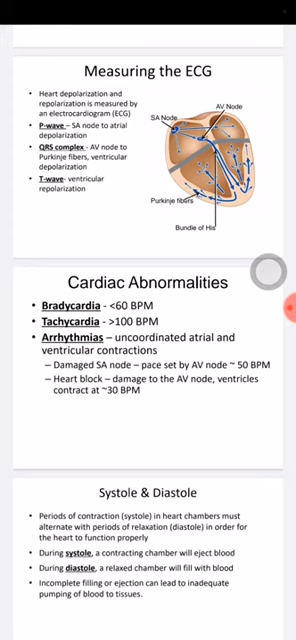 Measuring the ECG
• Heart depolarization and
repolarization is measured by
an electrocardiogram (ECG)
• P-wave – SA node to atrial
depolarization
• QRS complex - AV node to
Purkinje fibers, ventricular
depolarization
• T-wave- ventricular
repolarization
AV Node
SA Node
Purkinje fibers
Bundle of His
Cardiac Abnormalities
• Bradycardia - <60 BPM
• Tachycardia - >100 BPM
• Arrhythmias – uncoordinated atrial and
ventricular contractions
– Damaged SA node – pace set by AV node ~ 50 BPM
– Heart block – damage to the AV node, ventricles
contract at ~30 BPM
Systole & Diastole
• Periods of contraction (systole) in heart chambers must
alternate with periods of relaxation (diastole) in order for
the heart to function properly
• During systole, a contracting chamber will eject blood
• During diastole, a relaxed chamber will fill with blood
• Incomplete filling or ejection can lead to inadequate
pumping of blood to tissues.